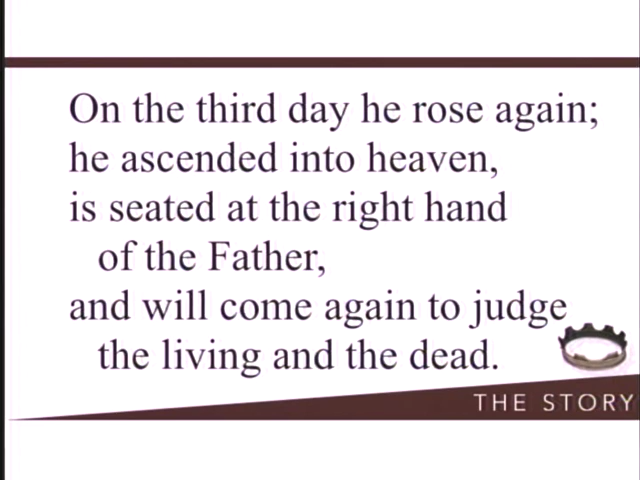 On the third day he rose again;
he ascended into heaven,
is seated at the right hand
of the Father,
and will come again to judge
the living and the dead.
THE STORY